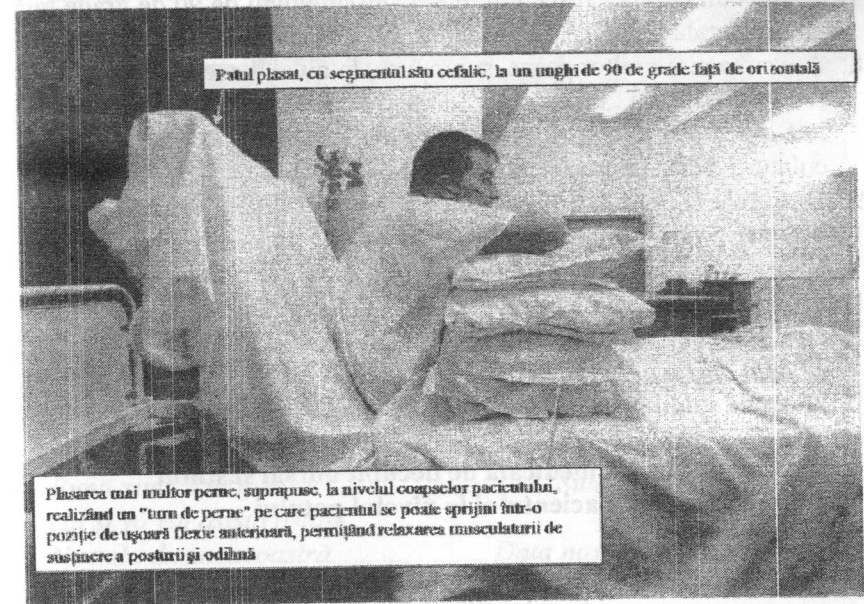 Patul plasat, cu segmentul său cefalic, la un unghi de 90 de grade față de orizontală
Plasarea mai multor perne, suprapuse, la nivelul coapselor pacientului,
realizând un "turn de perne" pe care pacientul se poate sprijini într-o
poziție de ușoară flexie anterioară, permițând relaxarea musculaturii de
susținere a posturii și odihnă